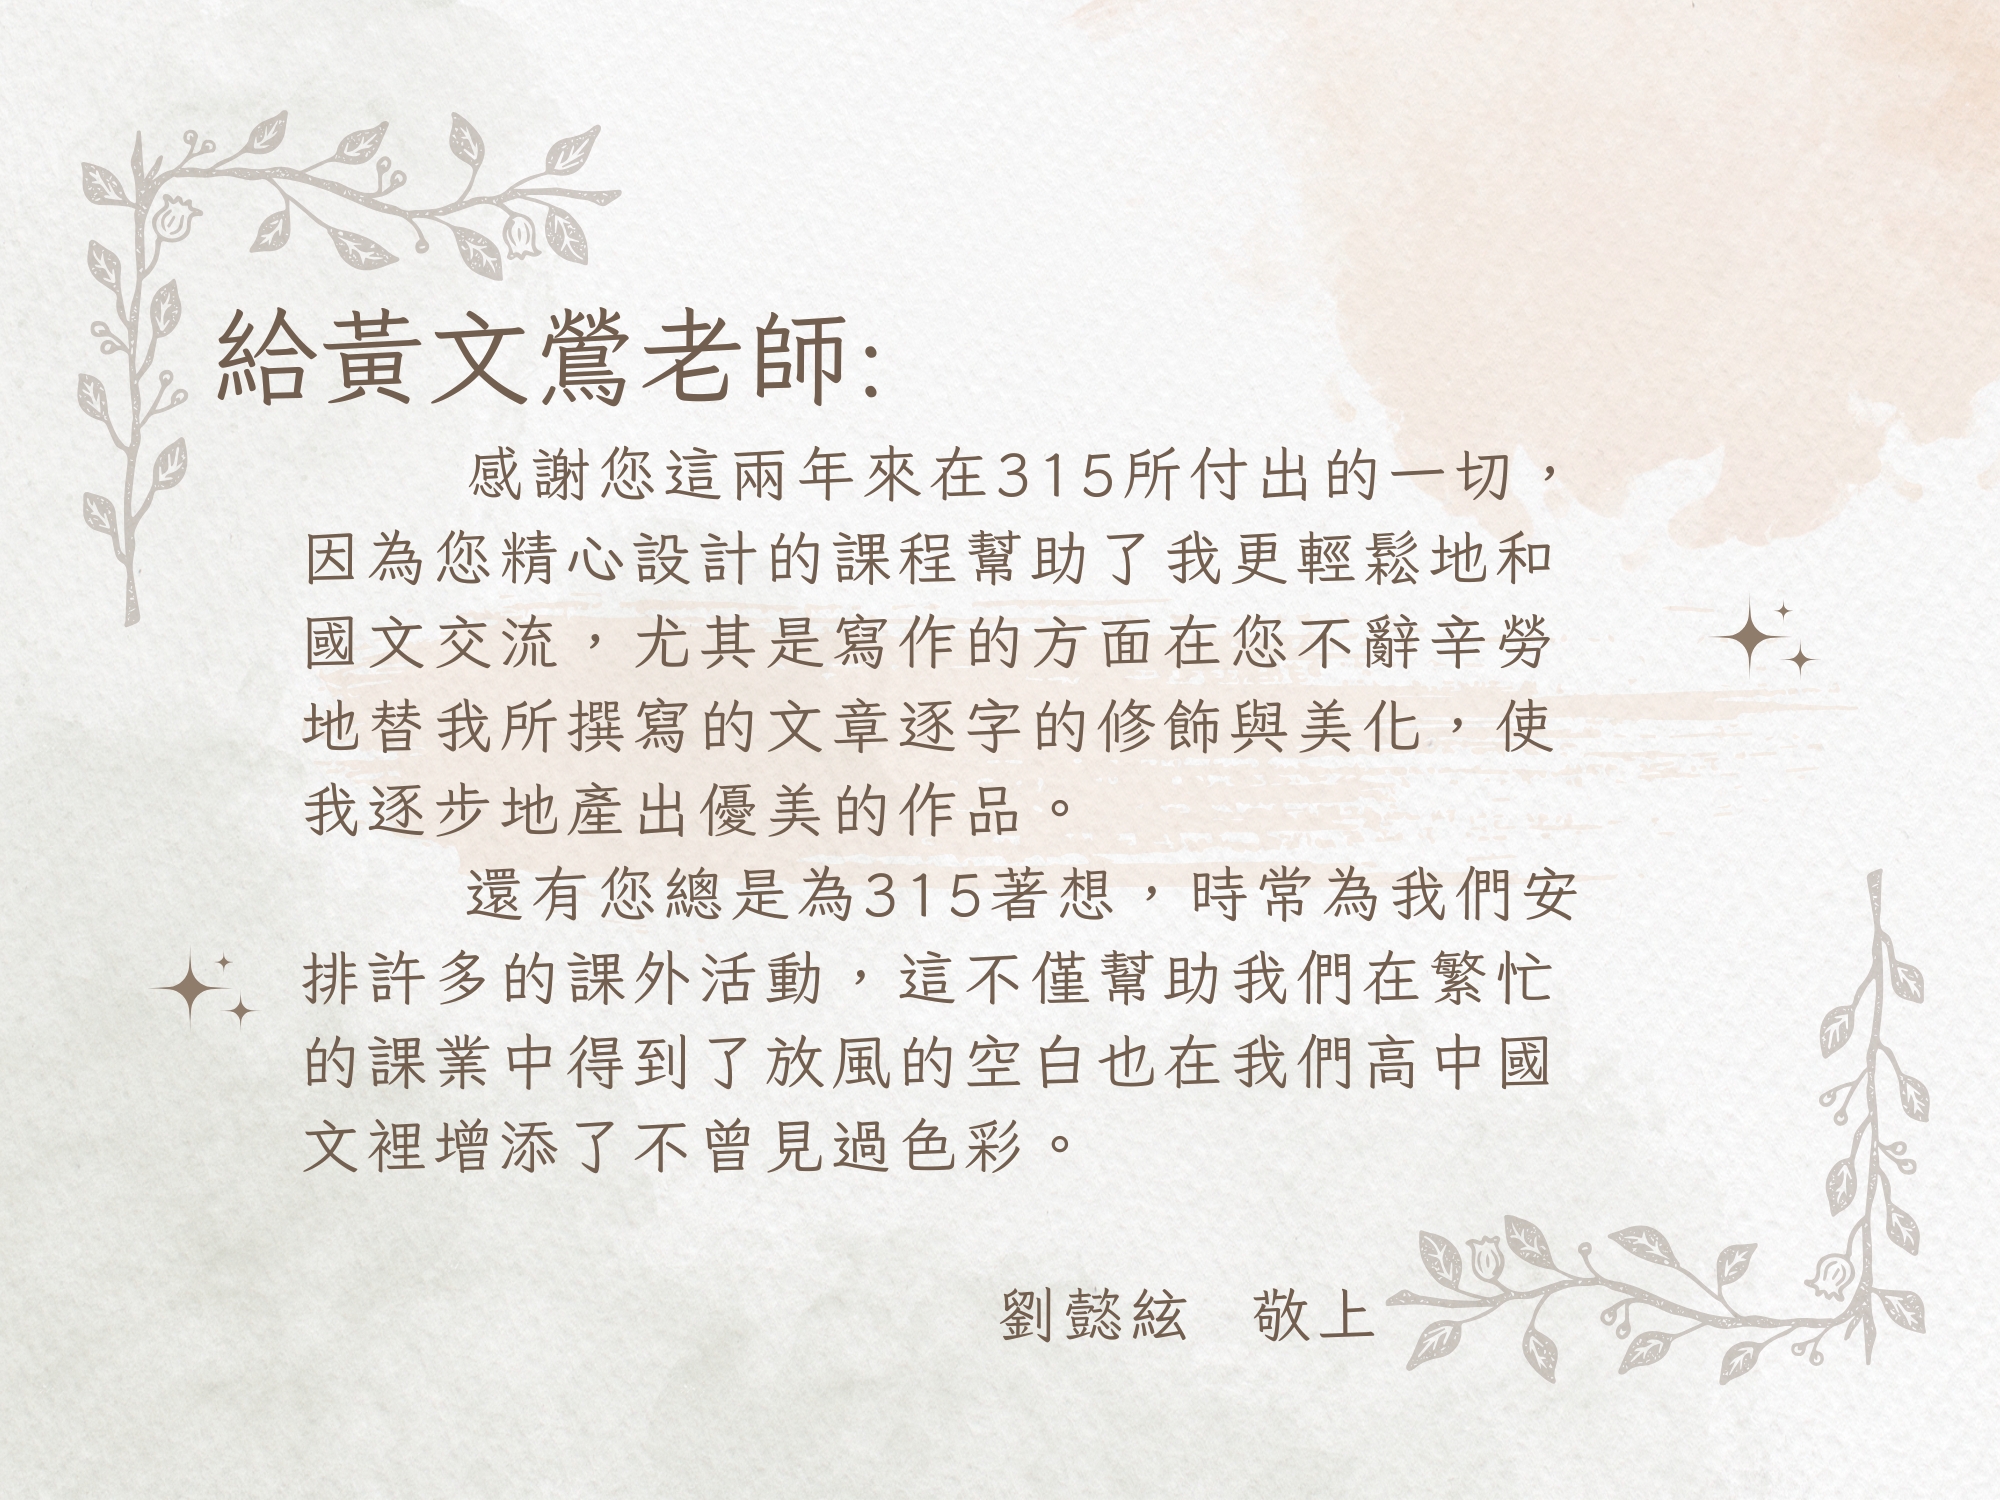 給黃文鶯老師:
感謝您這兩年來在315所付出的一切，
因為您精心設計的課程幫助了我更輕鬆地和
國文交流，尤其是寫作的方面在您不辭辛勞
地替我所撰寫的文章逐字的修飾與美化，使
我逐步地產出優美的作品。
還有您總是為315著想，時常為我們安
排許多的課外活動，這不僅幫助我們在繁忙
的課業中得到了放風的空白也在我們高中國
文裡增添了不曾見過色彩。
劉懿絃　敬上